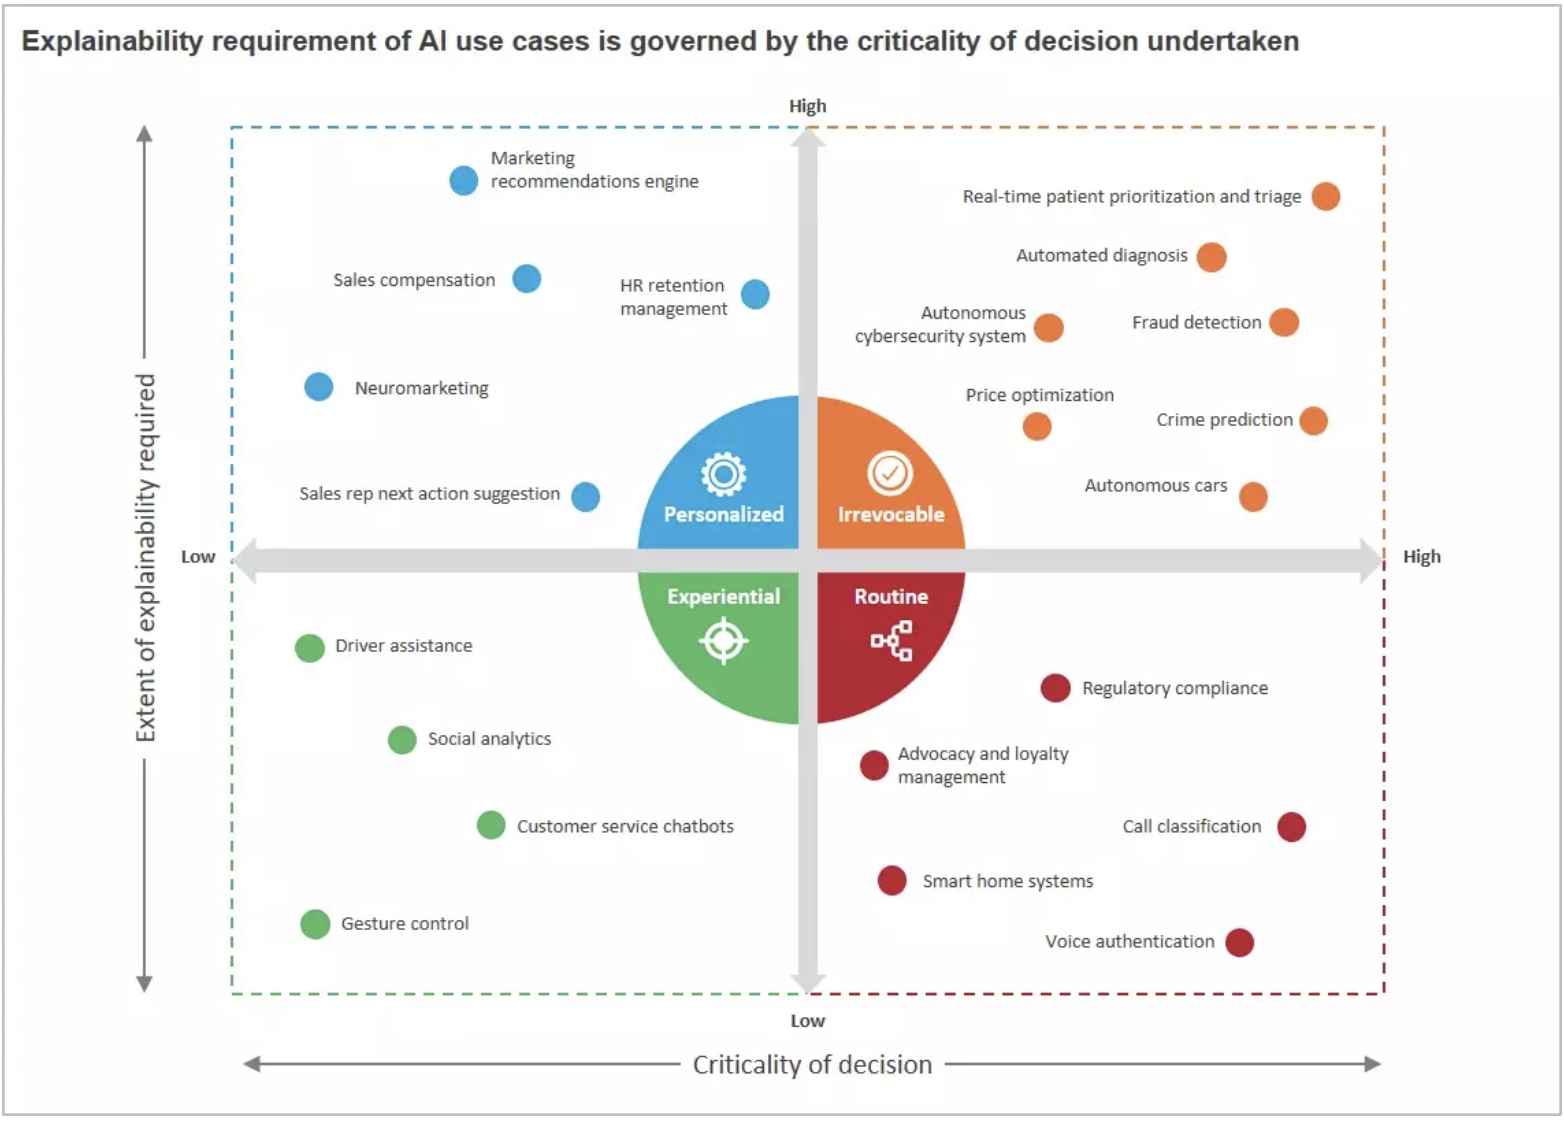 Explainability requirement of AI use cases is governed by the criticality of decision undertaken
High
Marketing
recommendations engine
Real-time patient prioritization and triage
Automated diagnosis
Sales compensation
HR retention
management
Autonomous
cybersecurity system
Fraud detection
Neuromarketing
Price optimization
Crime prediction
Sales rep next action suggestion
Autonomous cars
Personalized
Irrevocable
Extent of explainability required
Low
High
Experiential
Routine
Driver assistance
Regulatory compliance
Social analytics
Advocacy and loyalty
management
Customer service chatbots
Call classification
Smart home systems
Gesture control
Voice authentication
Low
Criticality of decision